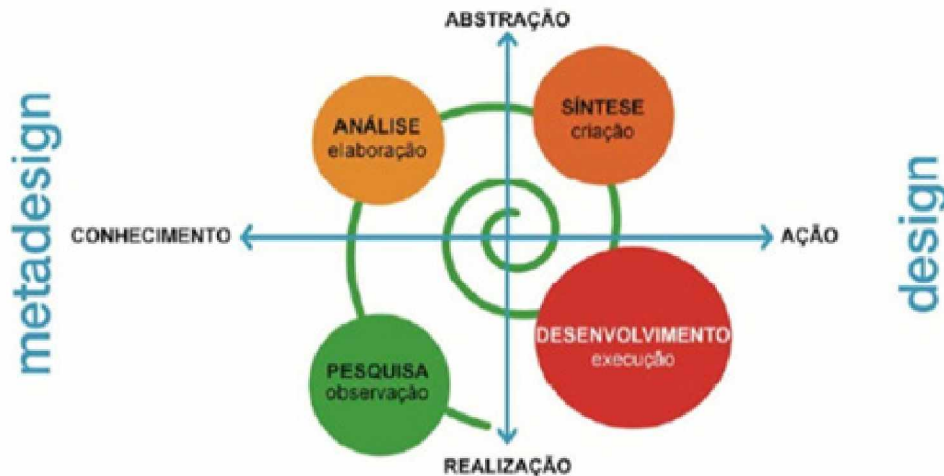 ABSTRAÇÃO
metadesign
ANÁLISE
elaboração
SÍNTESE
criação
design
CONHECIMENTO
AÇÃO
PESQUISA
observação
DESENVOLVIMENTO
execução
REALIZAÇÃO